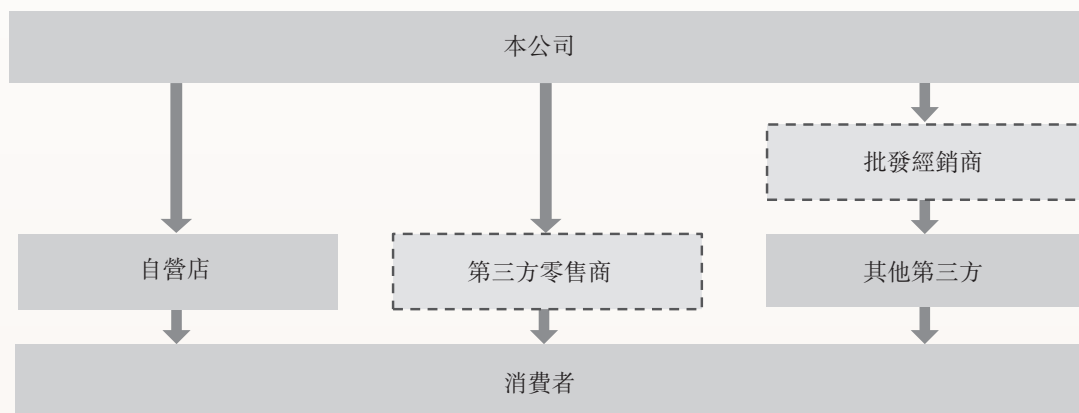 本公司
批發經銷商
自營店
第三方零售商
其他第三方
消費者